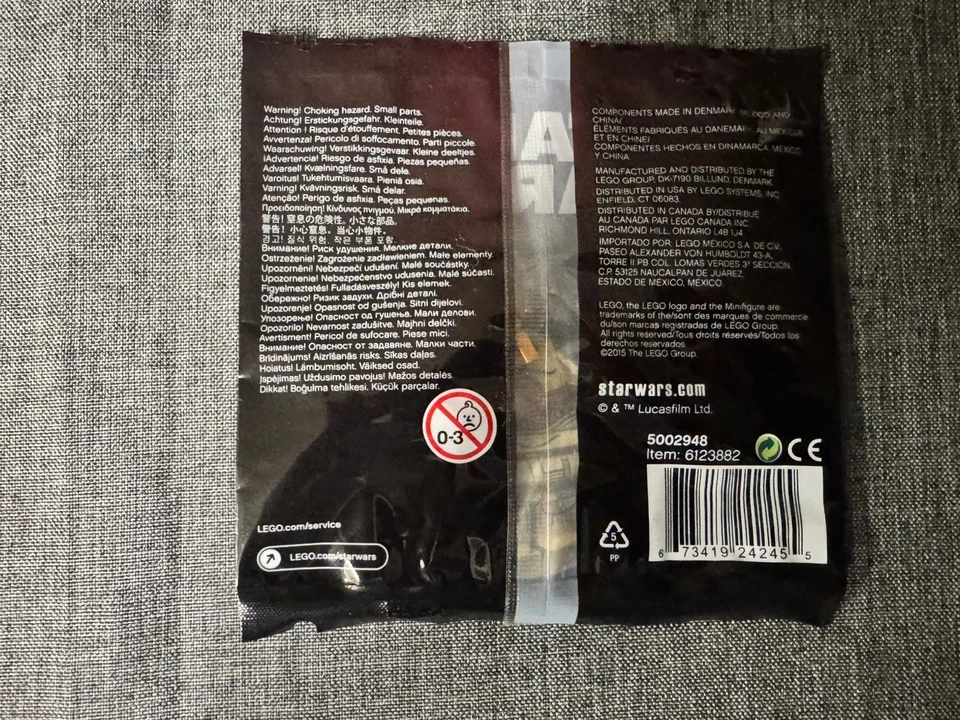 Warning! Choking hazard. Small parts.
Achtung! Erstickungsgefahr. Kleinteile.
Attention ! Risque d'étouffement. Petites pièces.
Avvertenza! Pericolo di soffocamento. Parti piccole.
Waarschuwing! Verstikkingsgevaar. Kleine deeltjes.
¡Advertencia! Riesgo de asfixia. Piezas pequeñas.
Advarsel! Kvælningsfare. Små dele.
Varoitus! Tukehtumisvaara. Pieniä osia.
Varning! Kvävningsrisk. Små delar.
Atenção! Perigo de asfixia. Peças pequenas.
Προειδοποίηση! Κίνδυνος πνιγμού. Μικρά κομματάκια.
警告! 窒息の危険性。小さな部品。
警告! 小心窒息，当心小物件。
경고! 질식 위험. 작은 부품 포함.
Внимание! Риск удушения. Мелкие детали.
Ostrzeżenie! Zagrożenie zadławieniem. Małe elementy.
Upozornění! Nebezpečí udušení. Malé součástky.
Upozornenie! Nebezpečenstvo udusenia. Malé súčasti.
Figyelmeztetés! Fulladásveszély! Kis elemek.
Обережно! Ризик задухи. Дрібні деталі.
Upozorenje! Opasnost od gušenja. Sitni dijelovi.
Упозорење! Опасност од гушења. Мали делови.
Opozorilo! Nevarnost zadušitve. Majhni delčki.
Avertisment! Pericol de sufocare. Piese mici.
Внимание! Опасност от задавяне. Малки части.
Brīdinājums! Aizrīšanās risks. Sīkas daļas.
Hoiatus! Lämbumisoht. Väiksed osad.
Įspėjimas! Uždusimo pavojus! Mažos detalės.
Dikkat! Boğulma tehlikesi. Küçük parçalar.
0-3
LEGO.com/service
LEGO.com/starwars
COMPONENTS MADE IN DENMARK, MEXICO AND
CHINA/
ÉLÉMENTS FABRIQUÉS AU DANEMARK, AU MEXIQUE
ET EN CHINE/
COMPONENTES HECHOS EN DINAMARCA, MÉXICO
Y CHINA.
MANUFACTURED AND DISTRIBUTED BY THE
LEGO GROUP, DK-7190 BILLUND, DENMARK.
DISTRIBUTED IN USA BY LEGO SYSTEMS, INC.
ENFIELD, CT 06083.
DISTRIBUTED IN CANADA BY/DISTRIBUÉ
AU CANADA PAR LEGO CANADA INC.
RICHMOND HILL, ONTARIO L4B 1J4
IMPORTADO POR: LEGO MÉXICO S.A. DE C.V.
PASEO ALEXANDER VON HUMBOLDT 43-A,
TORRE II PB COL. LOMAS VERDES 3ª SECCIÓN
C.P. 53125 NAUCALPAN DE JUÁREZ,
ESTADO DE MÉXICO, MÉXICO.
LEGO, the LEGO logo and the Minifigure are
trademarks of the/sont des marques de commerce
du/son marcas registradas de LEGO Group.
All rights reserved/Tous droits réservés/Todos los
derechos reservados.
©2015 The LEGO Group.
starwars.com
© & ™ Lucasfilm Ltd.
5002948
Item: 6123882
CE
5
PP
6 73419 24245 5